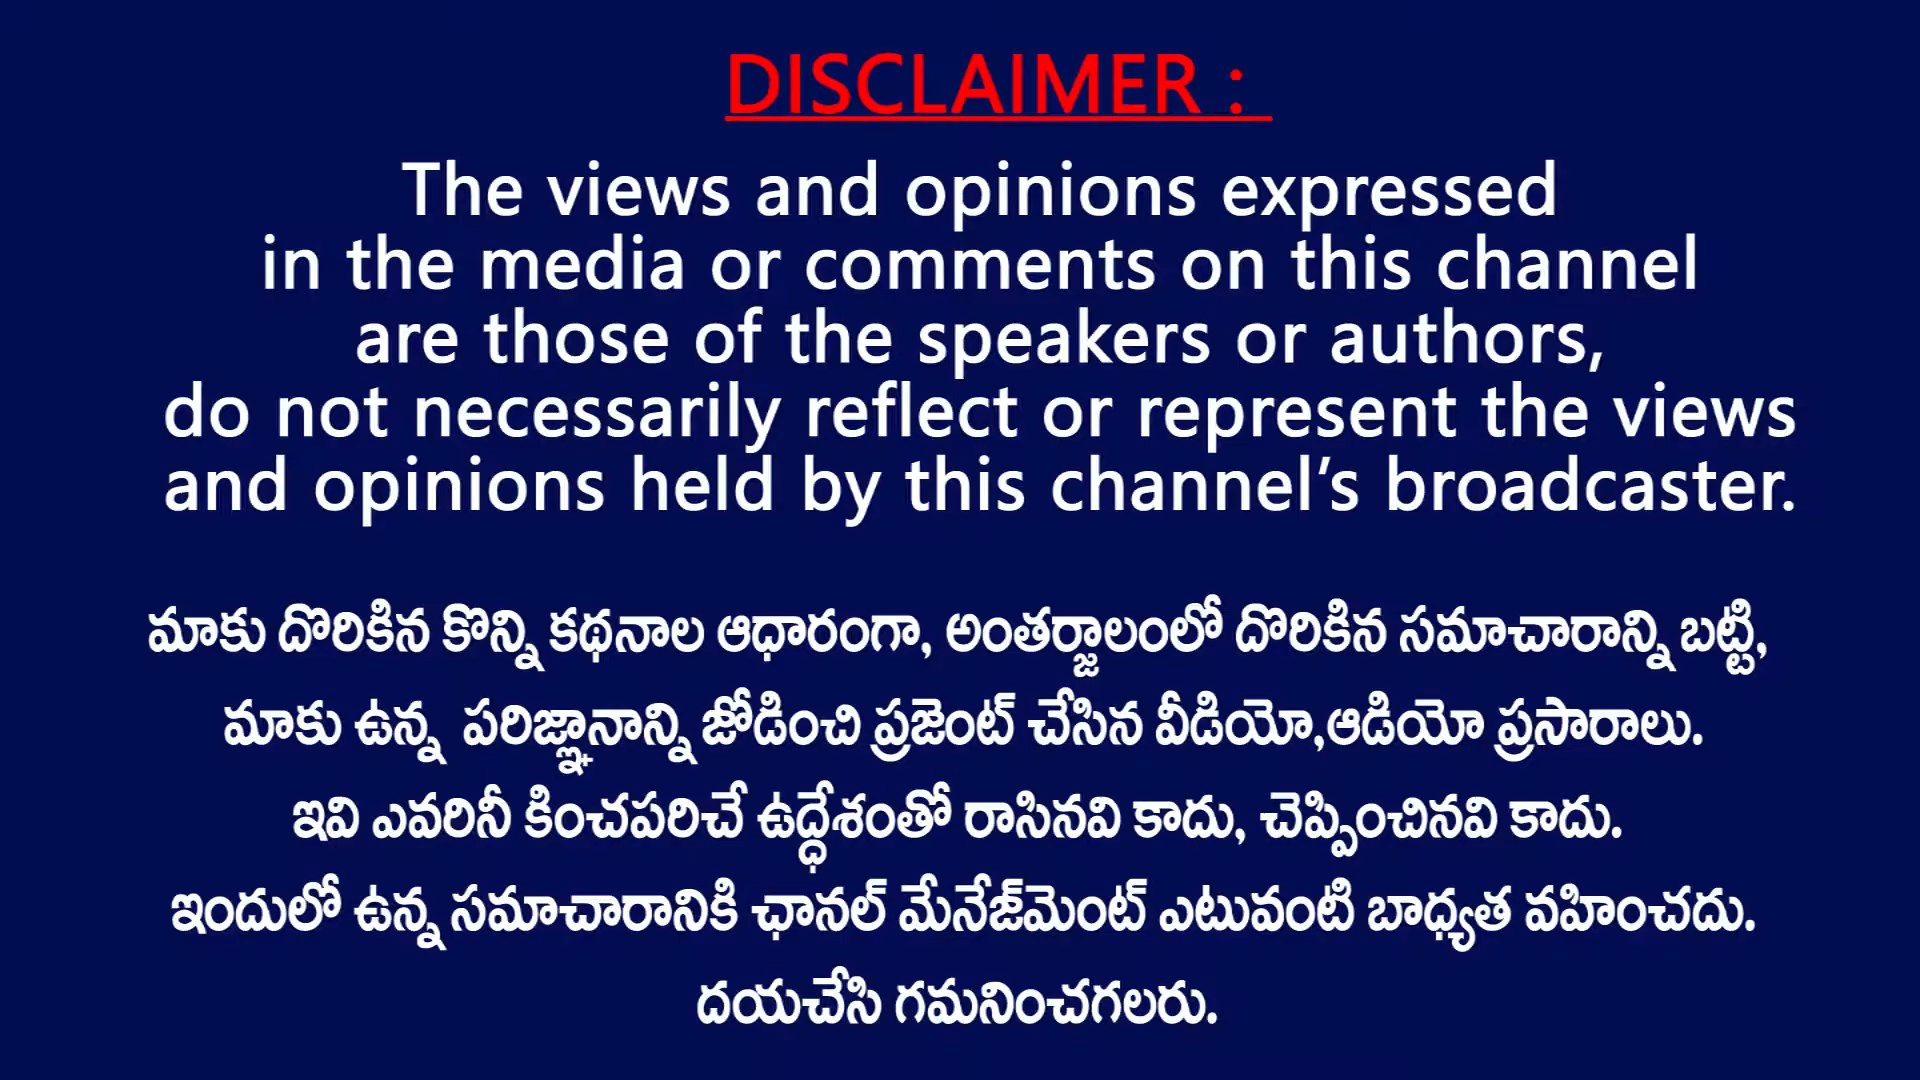 DISCLAIMER :
The views and opinions expressed
in the media or comments on this channel
are those of the speakers or authors,
do not necessarily reflect or represent the views
and opinions held by this channel’s broadcaster.
మాకు దొరికిన కొన్ని కథనాల ఆధారంగా, అంతర్జాలంలో దొరికిన సమాచారాన్ని బట్టి,
మాకు ఉన్న పరిజ్ఞానాన్ని జోడించి ప్రజెంట్ చేసిన వీడియో,ఆడియో ప్రసారాలు.
ఇవి ఎవరినీ కించపరిచే ఉద్ధేశంతో రాసినవి కాదు, చెప్పించినవి కాదు.
ఇందులో ఉన్న సమాచారానికి ఛానల్ మేనేజ్‌మెంట్ ఎటువంటి బాధ్యత వహించదు.
దయచేసి గమనించగలరు.